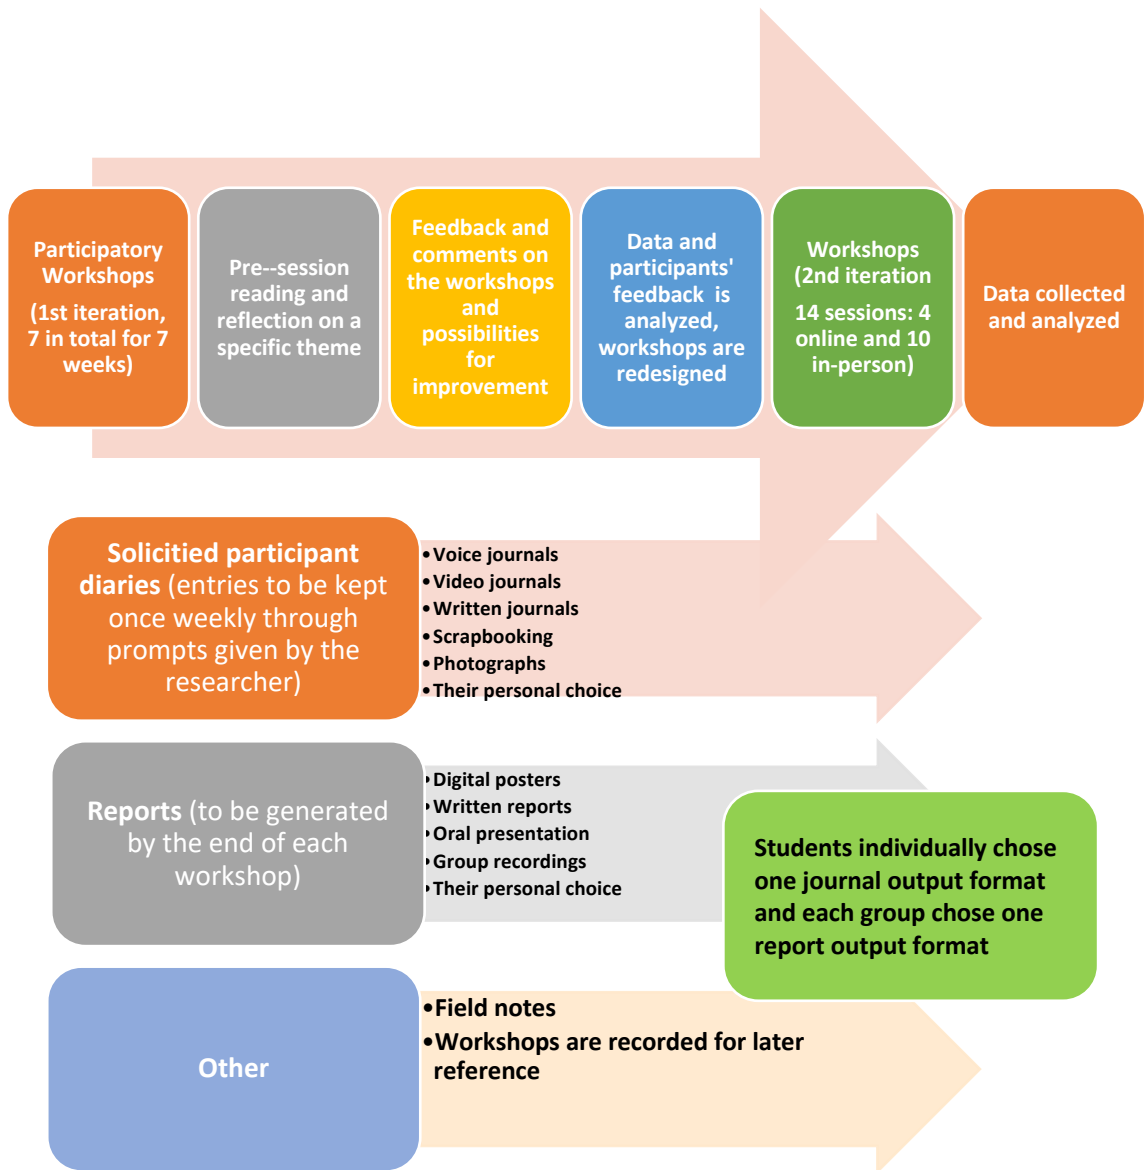 Participatory
Workshops
(1st iteration,
7 in total for 7
weeks)
Pre--session
reading and
reflection on a
specific theme
Feedback and
comments on
the workshops
and
possibilities
for
improvement
Data and
participants'
feedback is
analyzed,
workshops are
redesigned
Workshops
(2nd iteration
14 sessions: 4
online and 10
in-person)
Data collected
and analyzed
Solicitied participant
diaries (entries to be kept
once weekly through
prompts given by the
researcher)
•Voice journals
•Video journals
•Written journals
•Scrapbooking
•Photographs
•Their personal choice
Reports (to be generated
by the end of each
workshop)
•Digital posters
•Written reports
•Oral presentation
•Group recordings
•Their personal choice
Students individually chose
one journal output format
and each group chose one
report output format
Other
•Field notes
•Workshops are recorded for later
reference